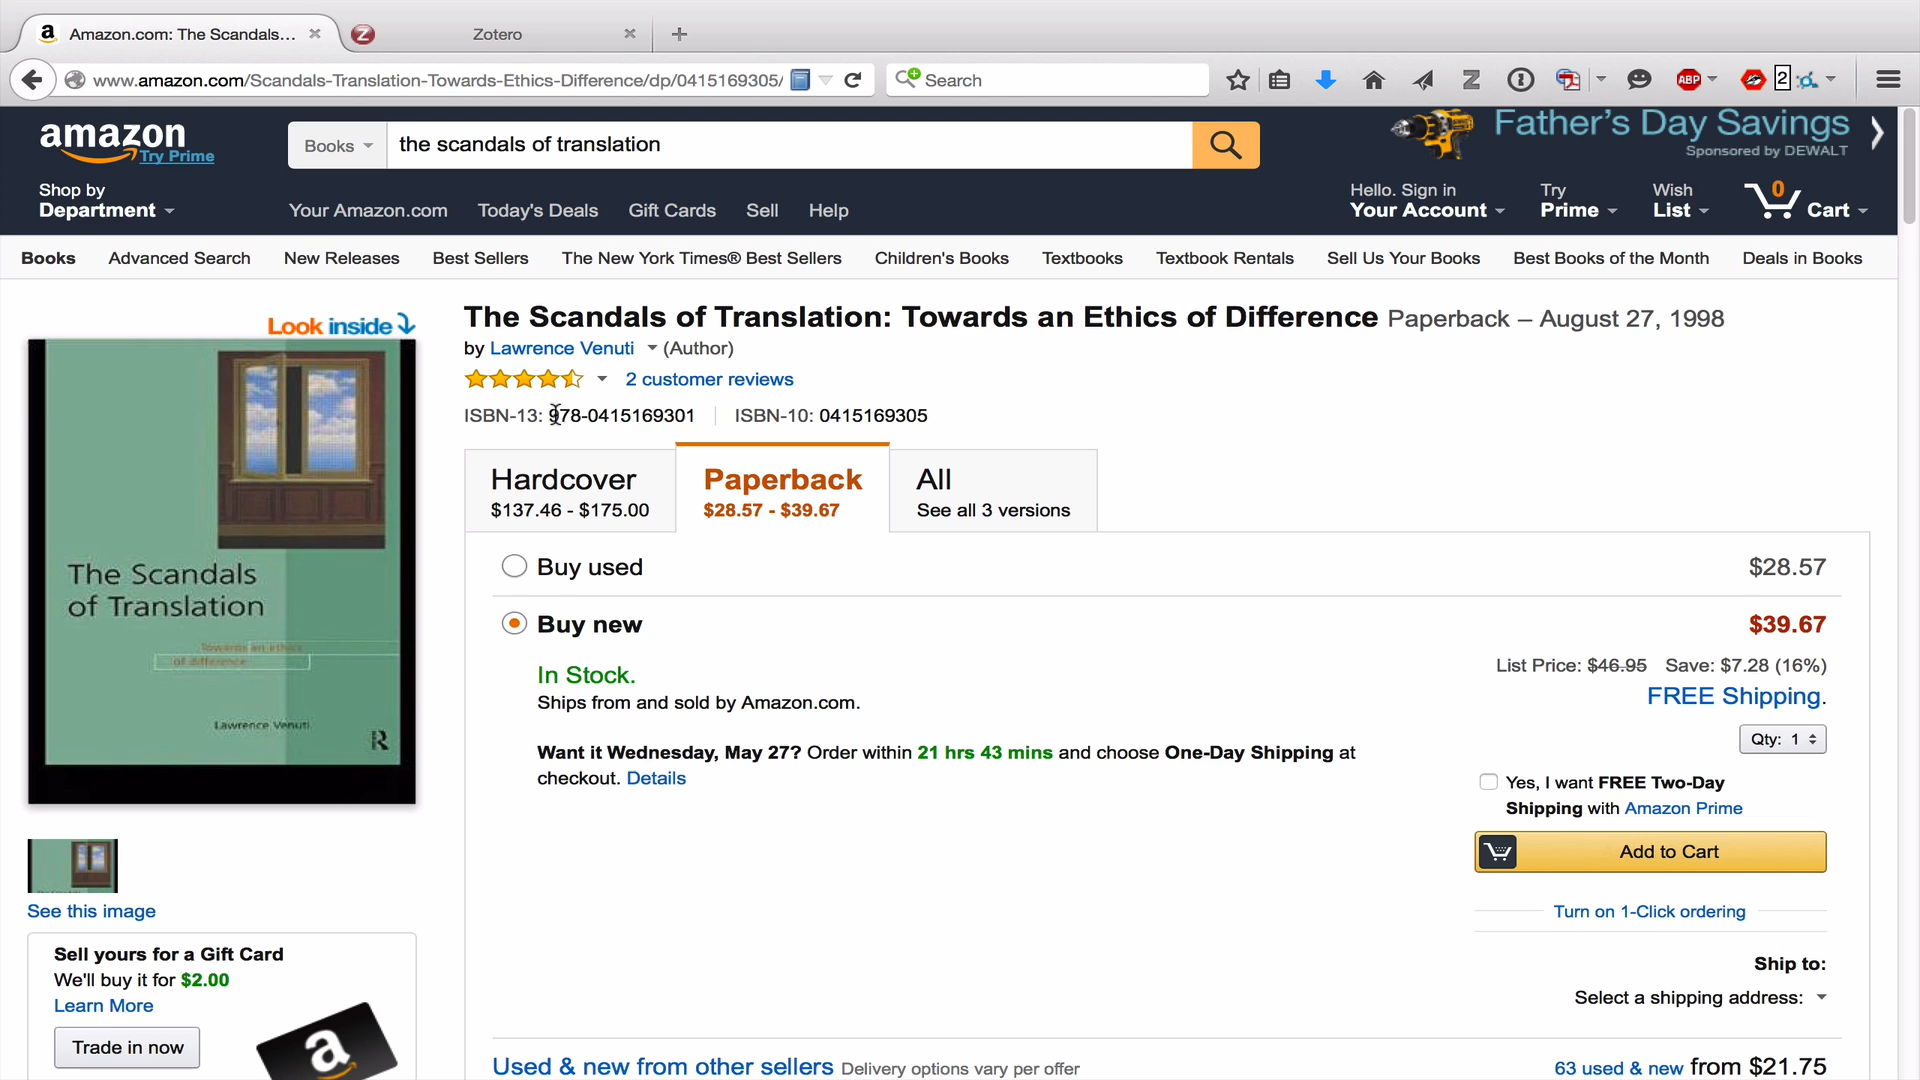 Amazon.com: The Scandals...
Zotero
www.amazon.com/Scandals-Translation-Towards-Ethics-Difference/dp/0415169305/
Search
ABP
2
amazon
Try Prime
Books
the scandals of translation
Father's Day Savings
Sponsored by DEWALT
Shop by
Department
Your Amazon.com
Today's Deals
Gift Cards
Sell
Help
Hello. Sign in
Your Account
Try
Prime
Wish
List
0
Cart
Books
Advanced Search
New Releases
Best Sellers
The New York Times® Best Sellers
Children's Books
Textbooks
Textbook Rentals
Sell Us Your Books
Best Books of the Month
Deals in Books
Look inside
The Scandals of Translation: Towards an Ethics of Difference Paperback – August 27, 1998
by Lawrence Venuti (Author)
2 customer reviews
ISBN-13: 978-0415169301
ISBN-10: 0415169305
Hardcover
$137.46 - $175.00
Paperback
$28.57 - $39.67
All
See all 3 versions
The Scandals
of Translation
Towards an ethics
of difference
Lawrence Venuti
R
Buy used
$28.57
Buy new
$39.67
In Stock.
Ships from and sold by Amazon.com.
List Price: $46.95 Save: $7.28 (16%)
FREE Shipping.
Qty: 1
Want it Wednesday, May 27? Order within 21 hrs 43 mins and choose One-Day Shipping at
checkout. Details
Yes, I want FREE Two-Day
Shipping with Amazon Prime
Add to Cart
Turn on 1-Click ordering
Ship to:
Select a shipping address:
See this image
Sell yours for a Gift Card
We'll buy it for $2.00
Learn More
Trade in now
a
Used & new from other sellers Delivery options vary per offer
63 used & new from $21.75